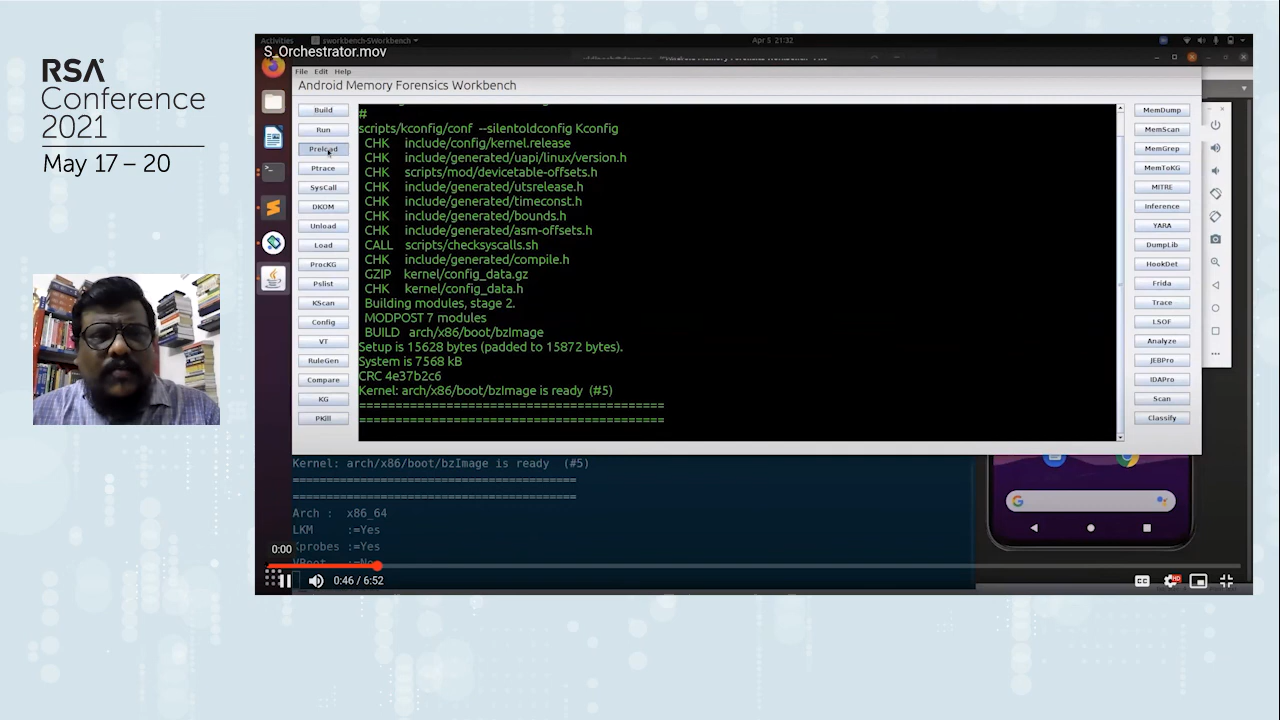 RSA
Conference
2021
May 17 – 20
Activities
sworkbench-SWorkbench
Apr 5 21:32
S_Orchestrator.mov
File Edit Help
Android Memory Forensics Workbench
Build
Run
Preload
Ptrace
SysCall
DKOM
Unload
Load
ProcKG
Pslist
KScan
Config
VT
RuleGen
Compare
KG
PKill
#
scripts/kconfig/conf --silentoldconfig Kconfig
CHK include/config/kernel.release
CHK include/generated/uapi/linux/version.h
CHK scripts/mod/devicetable-offsets.h
CHK include/generated/utsrelease.h
CHK include/generated/timeconst.h
CHK include/generated/bounds.h
CHK include/generated/asm-offsets.h
CALL scripts/checksyscalls.sh
CHK include/generated/compile.h
GZIP kernel/config_data.gz
CHK kernel/config_data.h
Building modules, stage 2.
MODPOST 7 modules
BUILD arch/x86/boot/bzImage
Setup is 15628 bytes (padded to 15872 bytes).
System is 7568 kB
CRC 4e37b2c6
Kernel: arch/x86/boot/bzImage is ready (#5)
========================================
========================================
MemDump
MemScan
MemGrep
MemToKG
MITRE
Inference
YARA
DumpLib
HookDet
Frida
Trace
LSOF
Analyze
JEBPro
IDAPro
Scan
Classify
Kernel: arch/x86/boot/bzImage is ready (#5)
========================================
========================================
Arch : x86_64
LKM :=Yes
Kprobes :=Yes
0:00
0:46 / 6:52
CC
HD